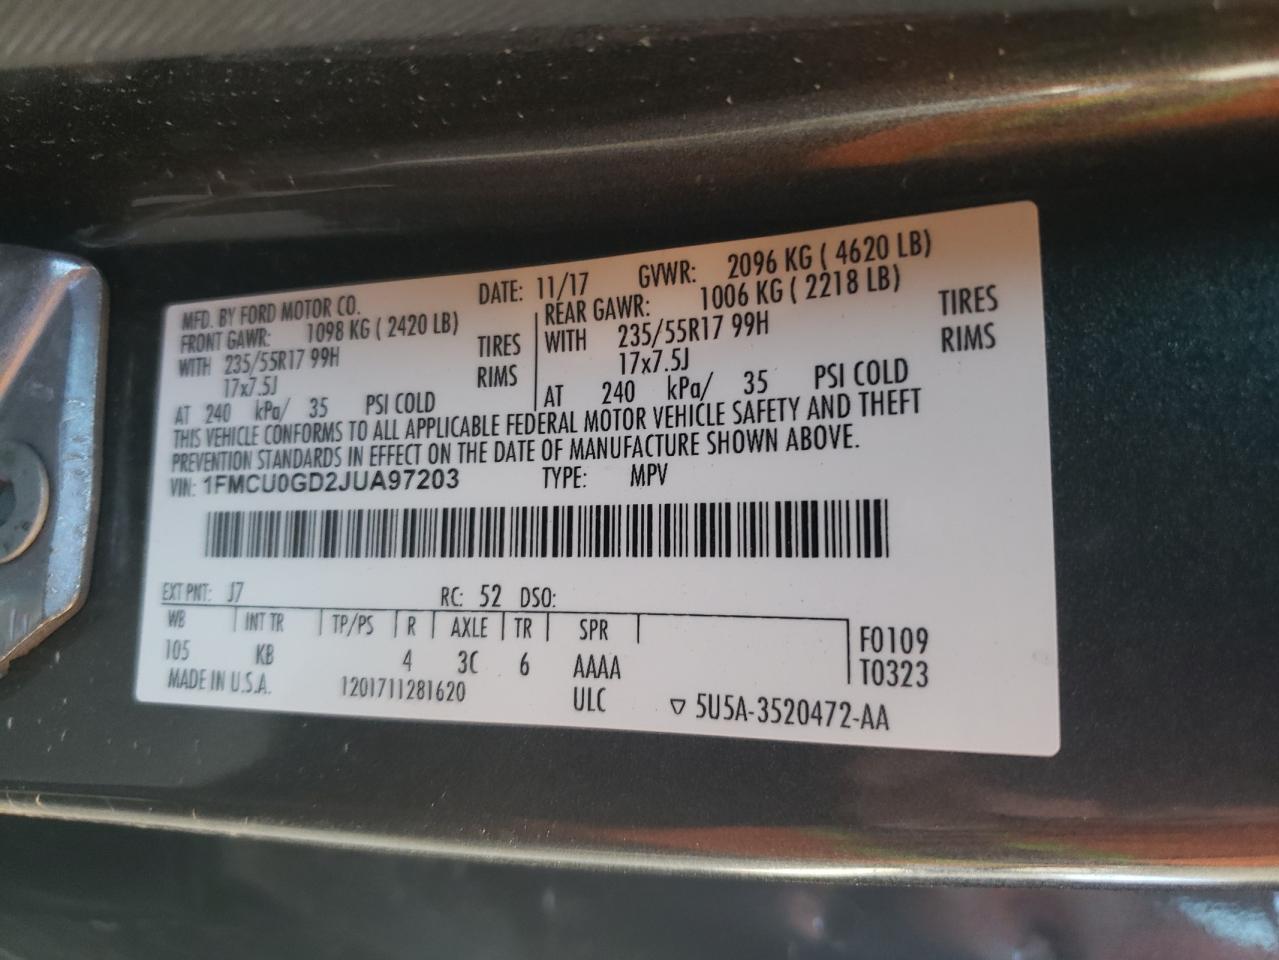 MFD. BY FORD MOTOR CO. DATE: 11/17 GVWR: 2096 KG ( 4620 LB)
FRONT GAWR: 1098 KG ( 2420 LB) REAR GAWR: 1006 KG ( 2218 LB)
WITH 235/55R17 99H TIRES WITH 235/55R17 99H TIRES
17x7.5J RIMS 17x7.5J RIMS
AT 240 kPa/ 35 PSI COLD AT 240 kPa/ 35 PSI COLD
THIS VEHICLE CONFORMS TO ALL APPLICABLE FEDERAL MOTOR VEHICLE SAFETY AND THEFT
PREVENTION STANDARDS IN EFFECT ON THE DATE OF MANUFACTURE SHOWN ABOVE.
VIN: 1FMCU0GD2JUA97203 TYPE: MPV
EXT PNT: J7 RC: 52 DSO:
WB INT TR TP/PS R AXLE TR SPR F0109
105 KB 4 3C 6 AAAA T0323
MADE IN U.S.A. 1201711281620 ULC ▽ 5U5A-3520472-AA